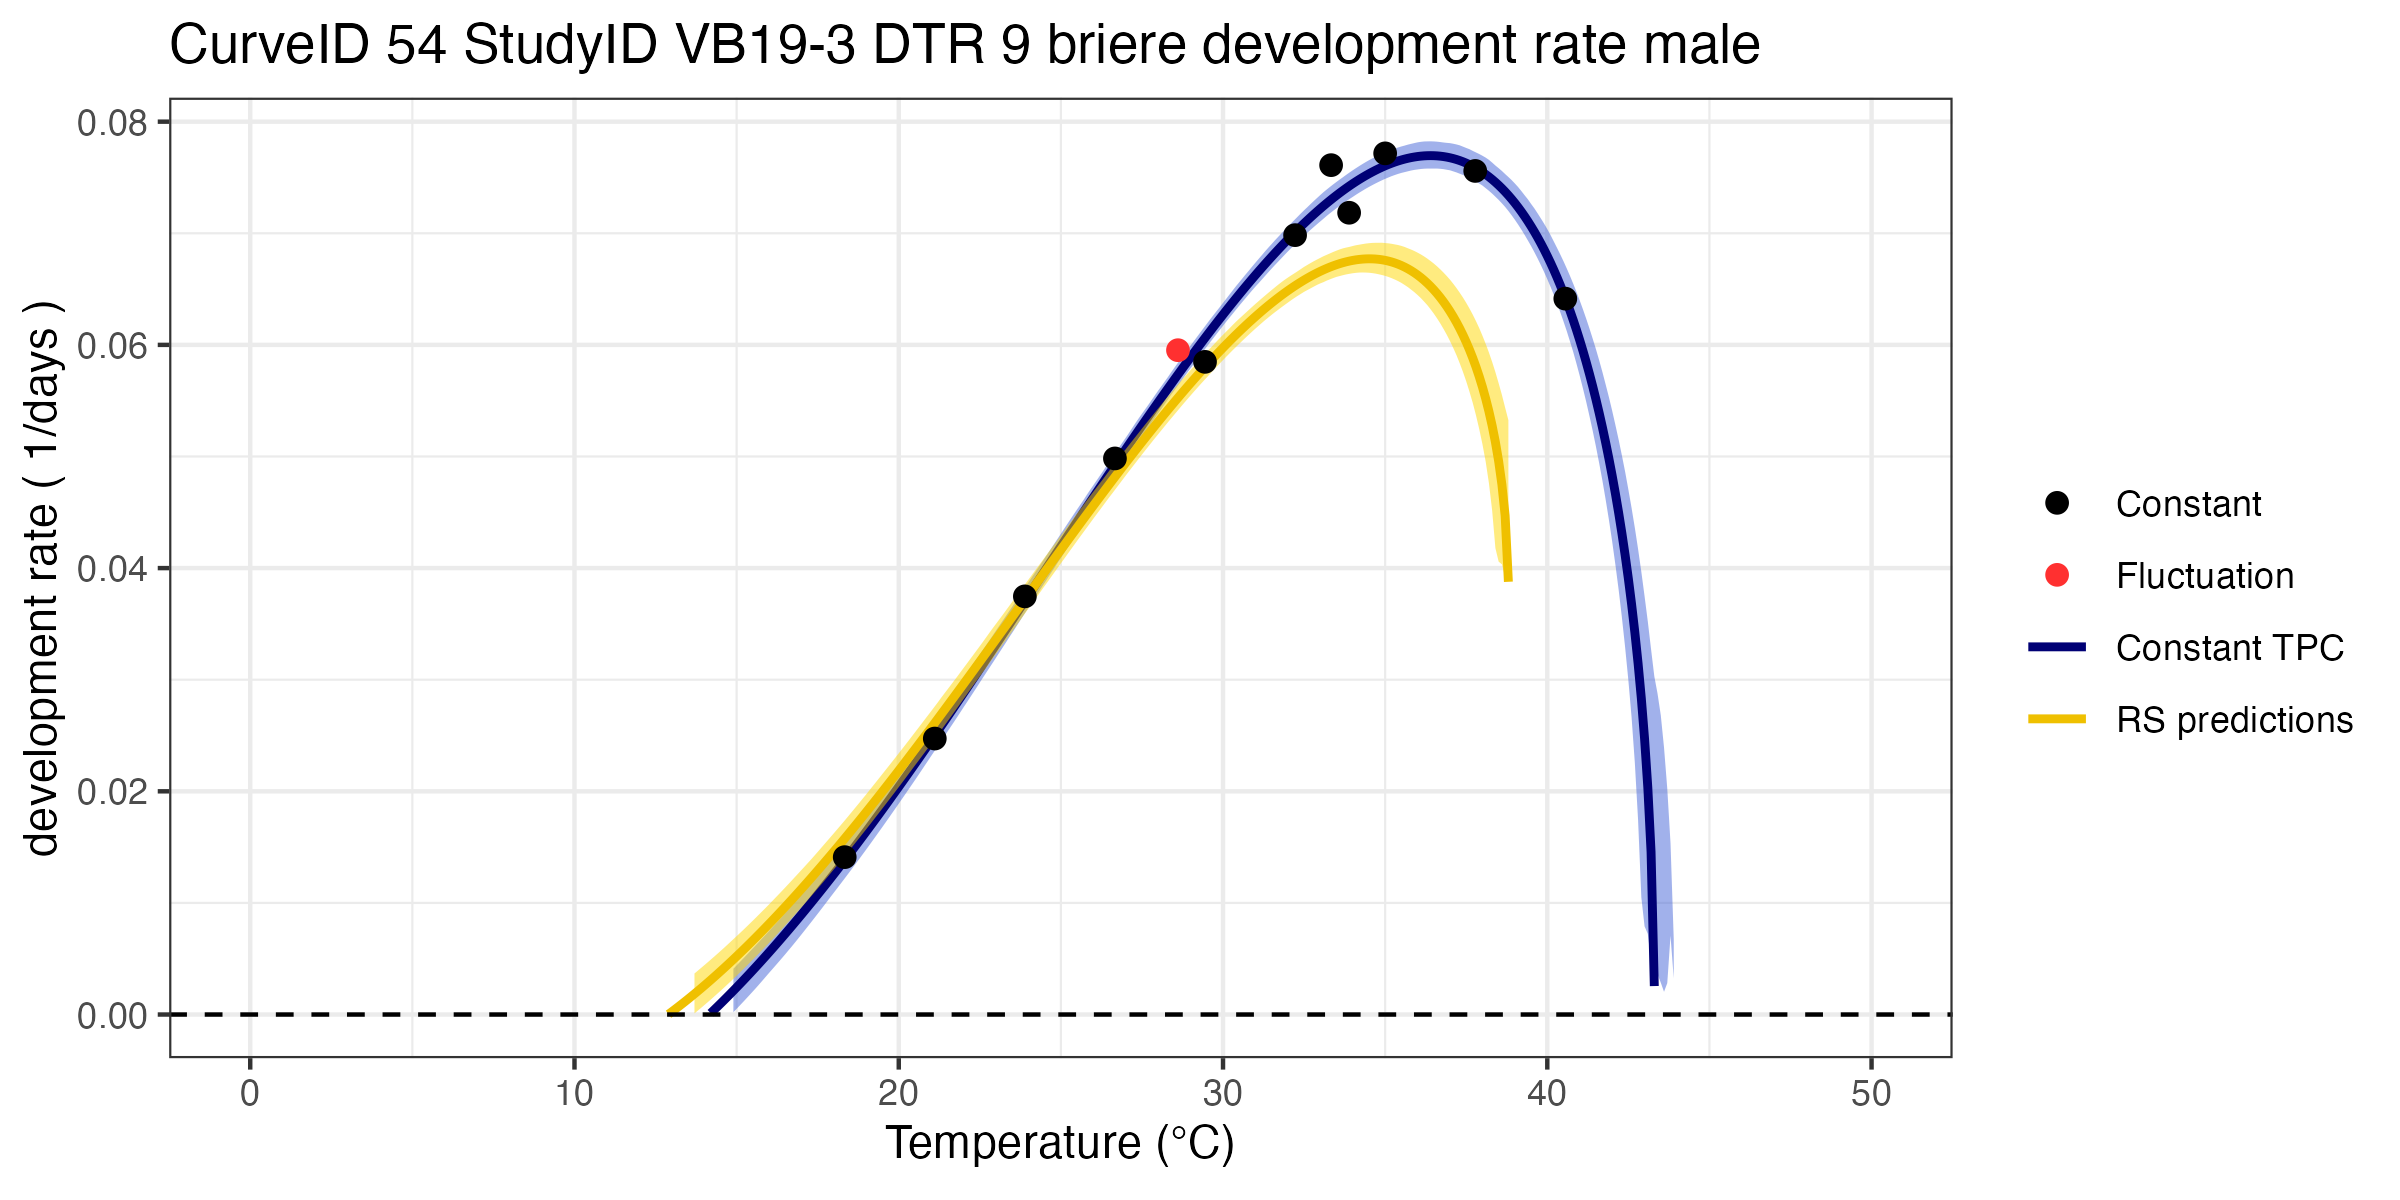 CurveID 54 StudyID VB19-3 DTR 9 briere development rate male
development rate ( 1/days )
0.08
0.06
0.04
0.02
0.00
0 10 20 30 40 50
Temperature (°C)
Constant
Fluctuation
Constant TPC
RS predictions